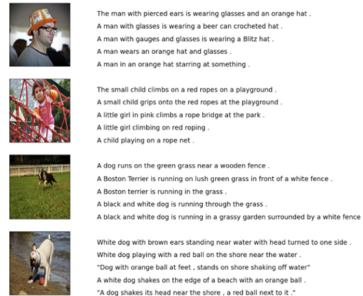 The man with pierced ears is wearing glasses and an orange hat .
A man with glasses is wearing a beer can crocheted hat .
A man with gauges and glasses is wearing a Blitz hat .
A man wears an orange hat and glasses .
A man in an orange hat starring at something .
The small child climbs on a red ropes on a playground .
A small child grips onto the red ropes at the playground .
A little girl in pink climbs a rope bridge at the park .
A little girl climbing on red roping .
A child playing on a rope net .
A dog runs on the green grass near a wooden fence .
A Boston Terrier is running on lush green grass in front of a white fence .
A Boston terrier is running in the grass .
A black and white dog is running through the grass .
A black and white dog is running in a grassy garden surrounded by a white fence
White dog with brown ears standing near water with head turned to one side .
White dog playing with a red ball on the shore near the water .
"Dog with orange ball at feet , stands on shore shaking off water"
A white dog shakes on the edge of a beach with an orange ball .
"A dog shakes its head near the shore , a red ball next to it ."